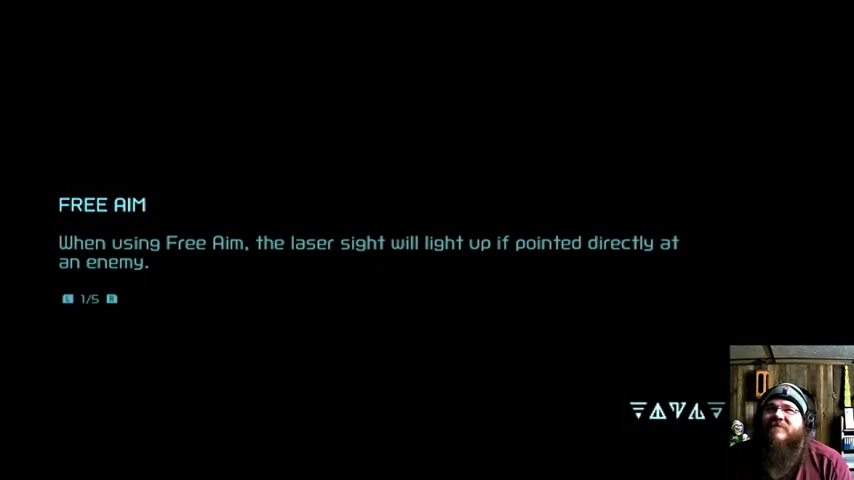 FREE AIM
When using Free Aim, the laser sight will light up if pointed directly at
an enemy.
L 1/5 R